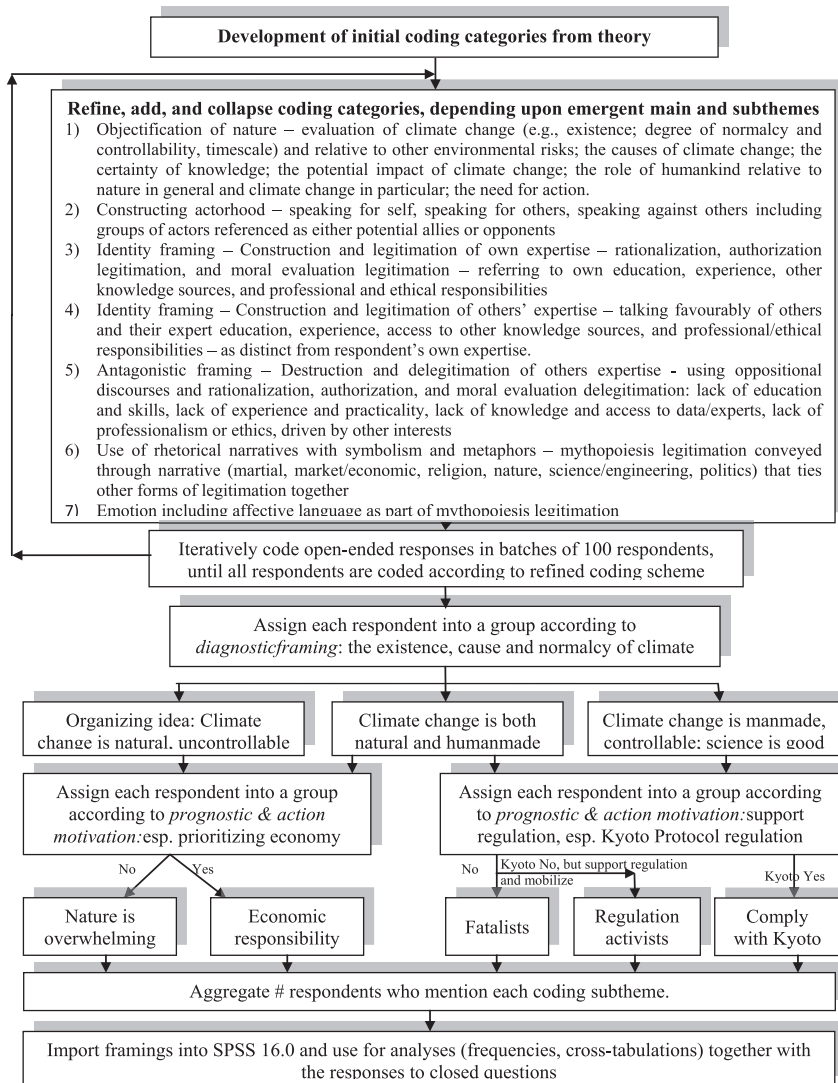 Development of initial coding categories from theory
Refine, add, and collapse coding categories, depending upon emergent main and subthemes
1) Objectification of nature – evaluation of climate change (e.g., existence; degree of normalcy and
controllability, timescale) and relative to other environmental risks; the causes of climate change; the
certainty of knowledge; the potential impact of climate change; the role of humankind relative to
nature in general and climate change in particular; the need for action.
2) Constructing actorhood – speaking for self, speaking for others, speaking against others including
groups of actors referenced as either potential allies or opponents
3) Identity framing – Construction and legitimation of own expertise – rationalization, authorization
legitimation, and moral evaluation legitimation – referring to own education, experience, other
knowledge sources, and professional and ethical responsibilities
4) Identity framing – Construction and legitimation of others' expertise – talking favourably of others
and their expert education, experience, access to other knowledge sources, and professional/ethical
responsibilities – as distinct from respondent's own expertise.
5) Antagonistic framing – Destruction and delegitimation of others expertise - using oppositional
discourses and rationalization, authorization, and moral evaluation delegitimation: lack of education
and skills, lack of experience and practicality, lack of knowledge and access to data/experts, lack of
professionalism or ethics, driven by other interests
6) Use of rhetorical narratives with symbolism and metaphors – mythopoiesis legitimation conveyed
through narrative (martial, market/economic, religion, nature, science/engineering, politics) that ties
other forms of legitimation together
7) Emotion including affective language as part of mythopoiesis legitimation
Iteratively code open-ended responses in batches of 100 respondents,
until all respondents are coded according to refined coding scheme
Assign each respondent into a group according to
diagnosticframing: the existence, cause and normalcy of climate
Organizing idea: Climate
change is natural, uncontrollable
Climate change is both
natural and humanmade
Climate change is manmade,
controllable; science is good
Assign each respondent into a group
according to prognostic & action
motivation:esp. prioritizing economy
Assign each respondent into a group according
to prognostic & action motivation:support
regulation, esp. Kyoto Protocol regulation
No
Yes
No
Kyoto No, but support regulation
and mobilize
Kyoto Yes
Nature is
overwhelming
Economic
responsibility
Fatalists
Regulation
activists
Comply
with Kyoto
Aggregate # respondents who mention each coding subtheme.
Import framings into SPSS 16.0 and use for analyses (frequencies, cross-tabulations) together with
the responses to closed questions